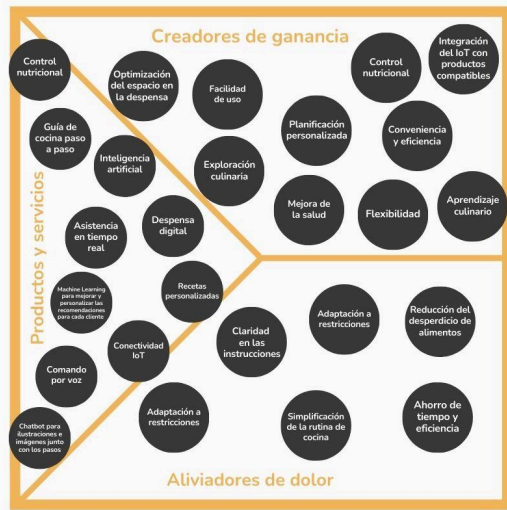 Creadores de ganancia
Control
nutricional
Optimización
del espacio en
la despensa
Facilidad
de uso
Control
nutricional
Integración
del IoT con
productos
compatibles
Guía de
cocina paso
a paso
Inteligencia
artificial
Exploración
culinaria
Planificación
personalizada
Conveniencia
y eficiencia
Mejora de
la salud
Flexibilidad
Aprendizaje
culinario
Productos y servicios
Asistencia
en tiempo
real
Despensa
digital
Machine Learning
para mejorar y
personalizar las
recomendaciones
para cada cliente
Recetas
personalizadas
Conectividad
IoT
Comando
por voz
Chatbot para
ilustraciones e
imágenes junto
con los pasos
Claridad
en las
instrucciones
Adaptación a
restricciones
Reducción del
desperdicio de
alimentos
Adaptación a
restricciones
Simplificación
de la rutina de
cocina
Ahorro de
tiempo y
eficiencia
Aliviadores de dolor